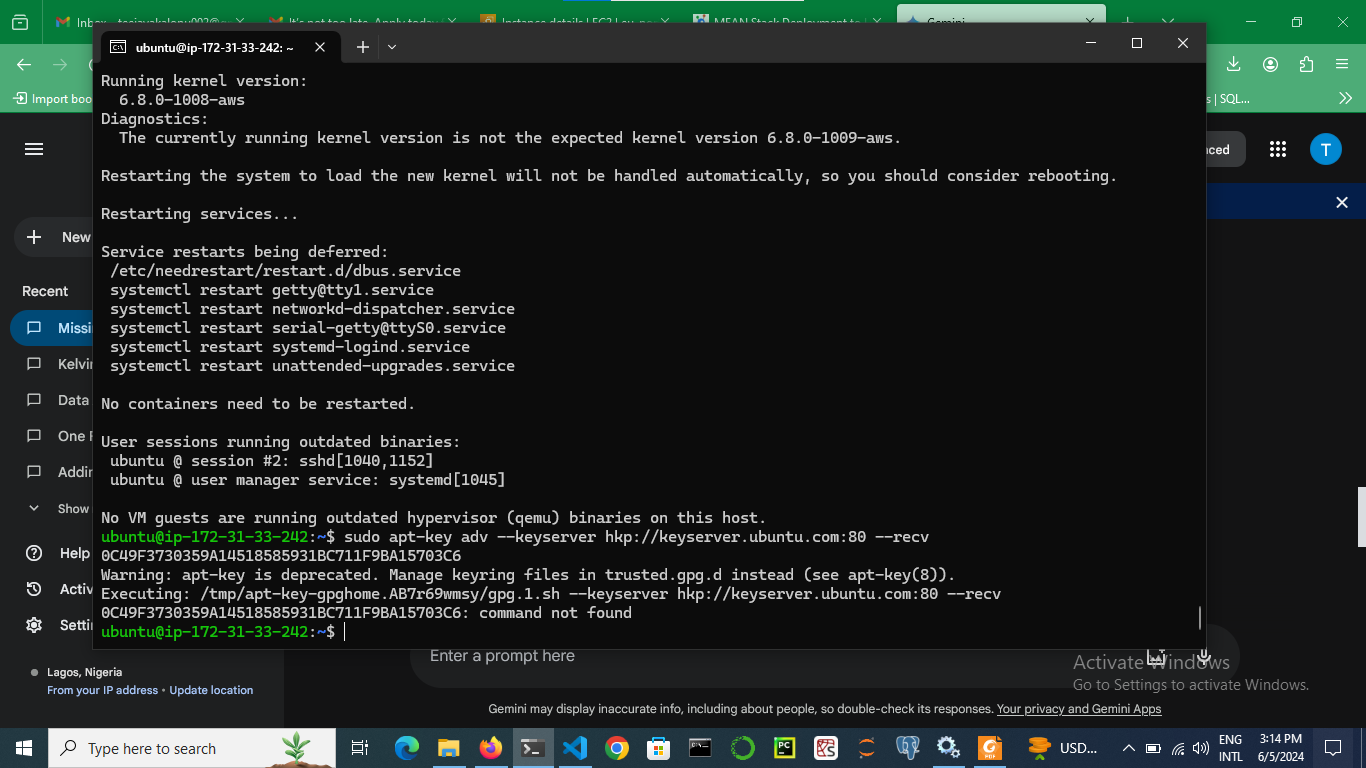 Inbox
It's not too late. Apply today
Instance details | EC2 | eu-
MEAN Stack Deployment to
Gemini
ubuntu@ip-172-31-33-242: ~
Import boo
s | SQL...
nced
T
New
Recent
Missi
Kelvi
Data
One
Addi
Show
Help
Activ
Setti
Running kernel version:
6.8.0-1008-aws
Diagnostics:
The currently running kernel version is not the expected kernel version 6.8.0-1009-aws.
Restarting the system to load the new kernel will not be handled automatically, so you should consider rebooting.
Restarting services...
Service restarts being deferred:
/etc/needrestart/restart.d/dbus.service
systemctl restart getty@tty1.service
systemctl restart networkd-dispatcher.service
systemctl restart serial-getty@ttyS0.service
systemctl restart systemd-logind.service
systemctl restart unattended-upgrades.service
No containers need to be restarted.
User sessions running outdated binaries:
ubuntu @ session #2: sshd[1040,1152]
ubuntu @ user manager service: systemd[1045]
No VM guests are running outdated hypervisor (qemu) binaries on this host.
ubuntu@ip-172-31-33-242:~$ sudo apt-key adv --keyserver hkp://keyserver.ubuntu.com:80 --recv
0C49F3730359A14518585931BC711F9BA15703C6
Warning: apt-key is deprecated. Manage keyring files in trusted.gpg.d instead (see apt-key(8)).
Executing: /tmp/apt-key-gpghome.AB7r69wmsy/gpg.1.sh --keyserver hkp://keyserver.ubuntu.com:80 --recv
0C49F3730359A14518585931BC711F9BA15703C6: command not found
ubuntu@ip-172-31-33-242:~$
Lagos, Nigeria
From your IP address • Update location
Enter a prompt here
Gemini may display inaccurate info, including about people, so double-check its responses. Your privacy and Gemini Apps
Activate Windows
Go to Settings to activate Windows.
Type here to search
USD...
ENG
INTL
3:14 PM
6/5/2024